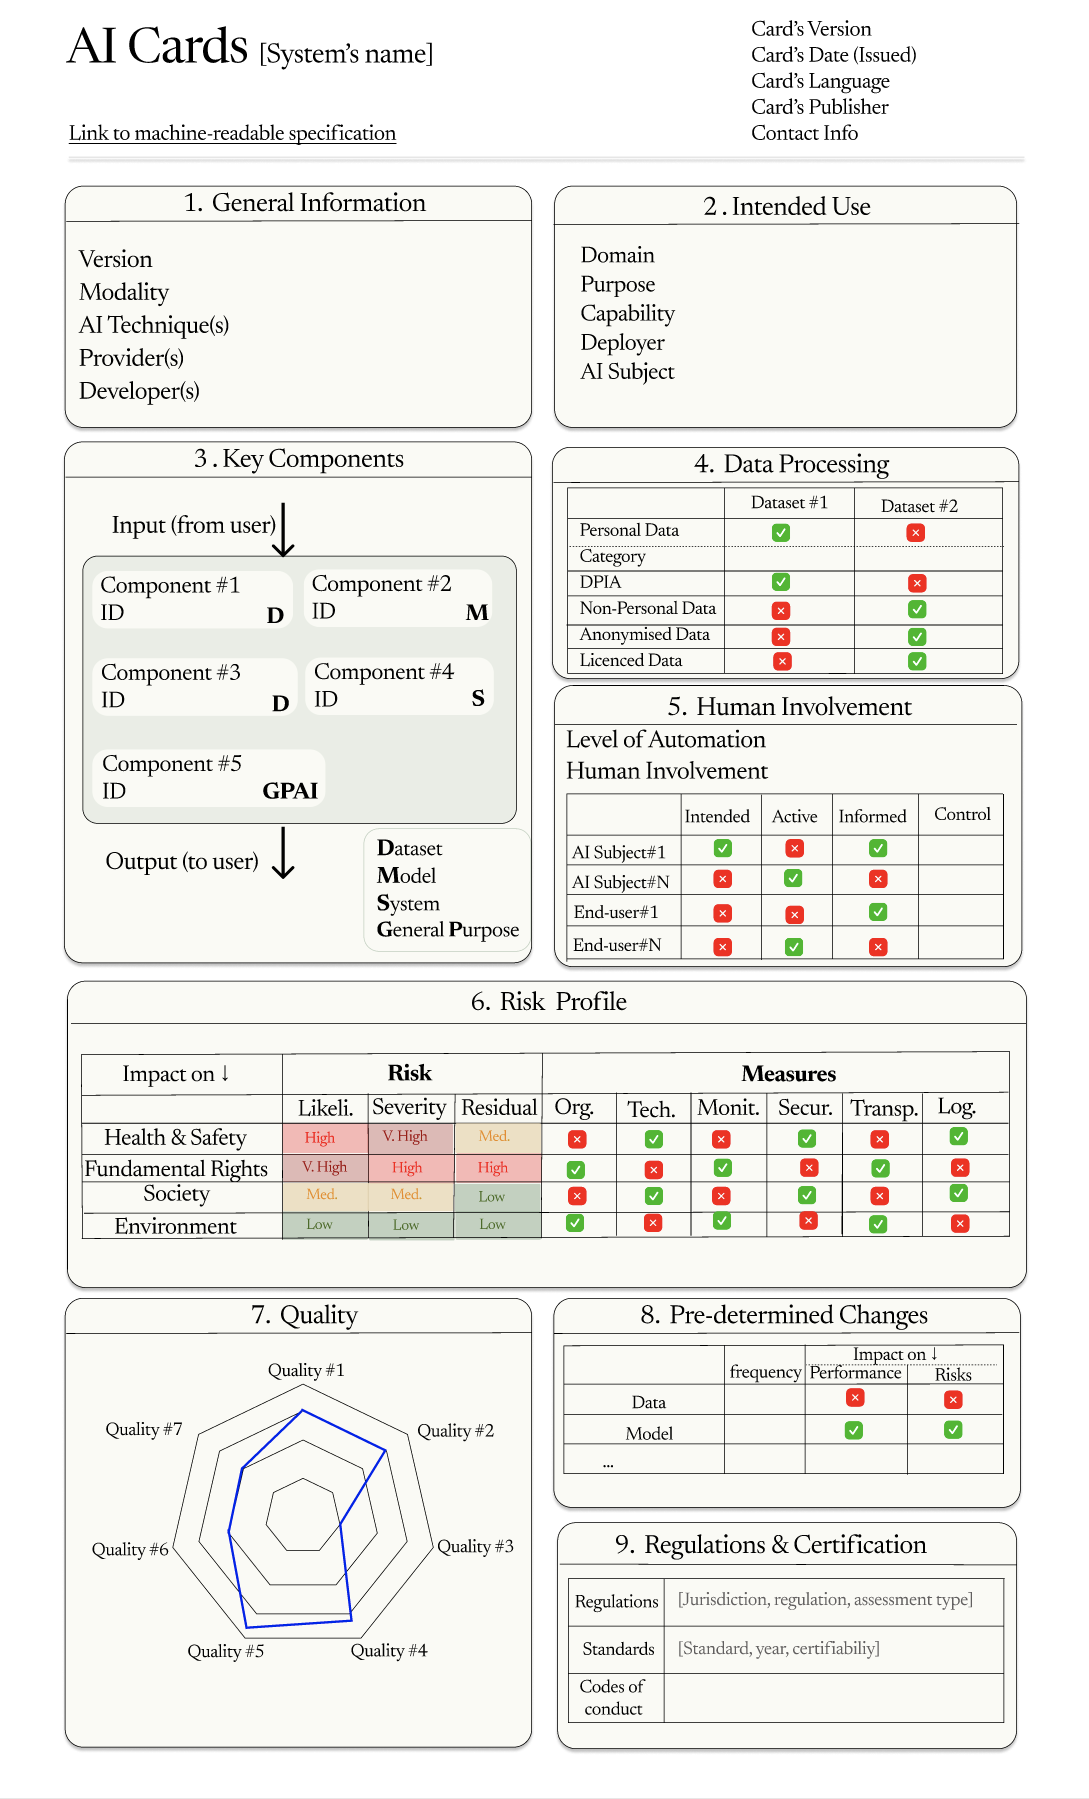 AI Cards [System's name]
Card's Version
Card's Date (Issued)
Card's Language
Card's Publisher
Contact Info
Link to machine-readable specification
1. General Information
Version
Modality
AI Technique(s)
Provider(s)
Developer(s)
2. Intended Use
Domain
Purpose
Capability
Deployer
AI Subject
3. Key Components
Input (from user)
Component #1
ID D
Component #2
ID M
Component #3
ID D
Component #4
ID S
Component #5
ID GPAI
Output (to user)
Dataset
Model
System
General Purpose
4. Data Processing
Dataset #1 Dataset #2
Personal Data
Category
DPIA
Non-Personal Data
Anonymised Data
Licenced Data
5. Human Involvement
Level of Automation
Human Involvement
Intended Active Informed Control
AI Subject#1
AI Subject#N
End-user#1
End-user#N
6. Risk Profile
Impact on ↓ Risk Measures
Likeli. Severity Residual Org. Tech. Monit. Secur. Transp. Log.
Health & Safety High V. High Med.
Fundamental Rights V. High High High
Society Med. Med. Low
Environment Low Low Low
7. Quality
Quality #1
Quality #7
Quality #2
Quality #6
Quality #3
Quality #5
Quality #4
8. Pre-determined Changes
Impact on ↓
frequency Performance Risks
Data
Model
...
9. Regulations & Certification
Regulations [Jurisdiction, regulation, assessment type]
Standards [Standard, year, certifiabiliy]
Codes of
conduct